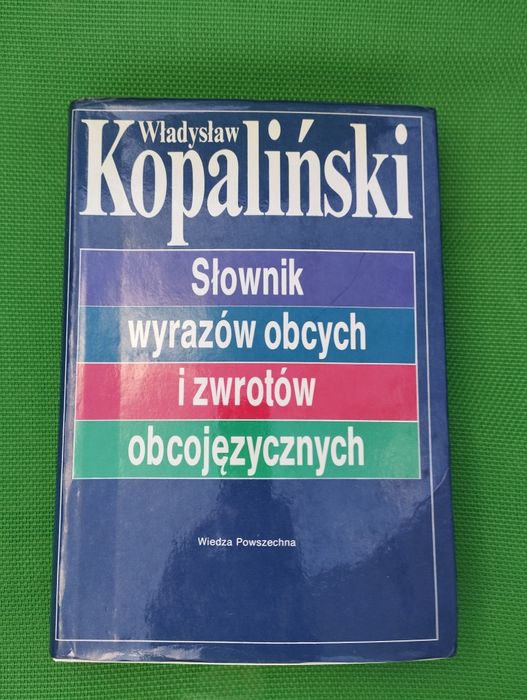 Władysław
Kopaliński
Słownik
wyrazów obcych
i zwrotów
obcojęzycznych
Wiedza Powszechna